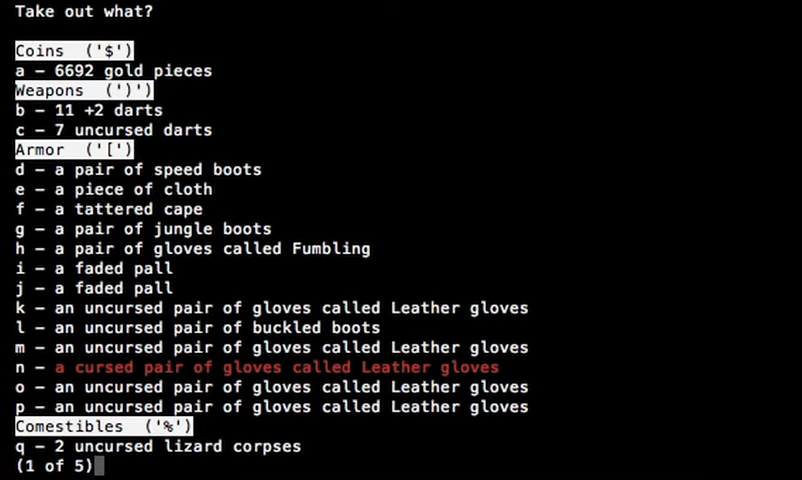 Take out what?
Coins  ('$')
a – 6692 gold pieces
Weapons  (')')
b – 11 +2 darts
c – 7 uncursed darts
Armor  ('[')
d – a pair of speed boots
e – a piece of cloth
f – a tattered cape
g – a pair of jungle boots
h – a pair of gloves called Fumbling
i – a faded pall
j – a faded pall
k – an uncursed pair of gloves called Leather gloves
l – an uncursed pair of buckled boots
m – an uncursed pair of gloves called Leather gloves
n – a cursed pair of gloves called Leather gloves
o – an uncursed pair of gloves called Leather gloves
p – an uncursed pair of gloves called Leather gloves
Comestibles  ('%')
q – 2 uncursed lizard corpses
(1 of 5)